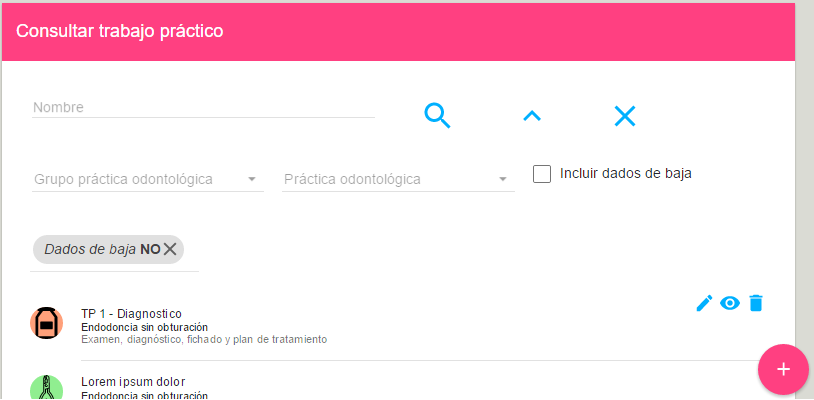 Consultar trabajo práctico
Nombre
Grupo práctica odontológica
Práctica odontológica
Incluir dados de baja
Dados de baja NO
TP 1 - Diagnostico
Endodoncia sin obturación
Examen, diagnóstico, fichado y plan de tratamiento
Lorem ipsum dolor
Endodoncia sin obturación